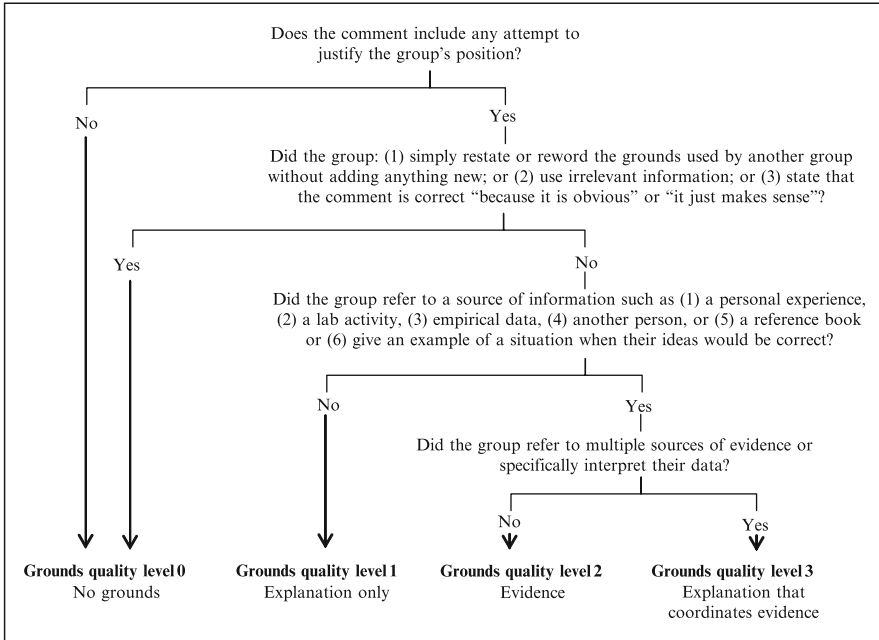 Does the comment include any attempt to
justify the group's position?
No
Yes
Did the group: (1) simply restate or reword the grounds used by another group
without adding anything new; or (2) use irrelevant information; or (3) state that
the comment is correct “because it is obvious” or “it just makes sense”?
Yes
No
Did the group refer to a source of information such as (1) a personal experience,
(2) a lab activity, (3) empirical data, (4) another person, or (5) a reference book
or (6) give an example of a situation when their ideas would be correct?
No
Yes
Did the group refer to multiple sources of evidence or
specifically interpret their data?
No
Yes
Grounds quality level 0
No grounds
Grounds quality level 1
Explanation only
Grounds quality level 2
Evidence
Grounds quality level 3
Explanation that
coordinates evidence